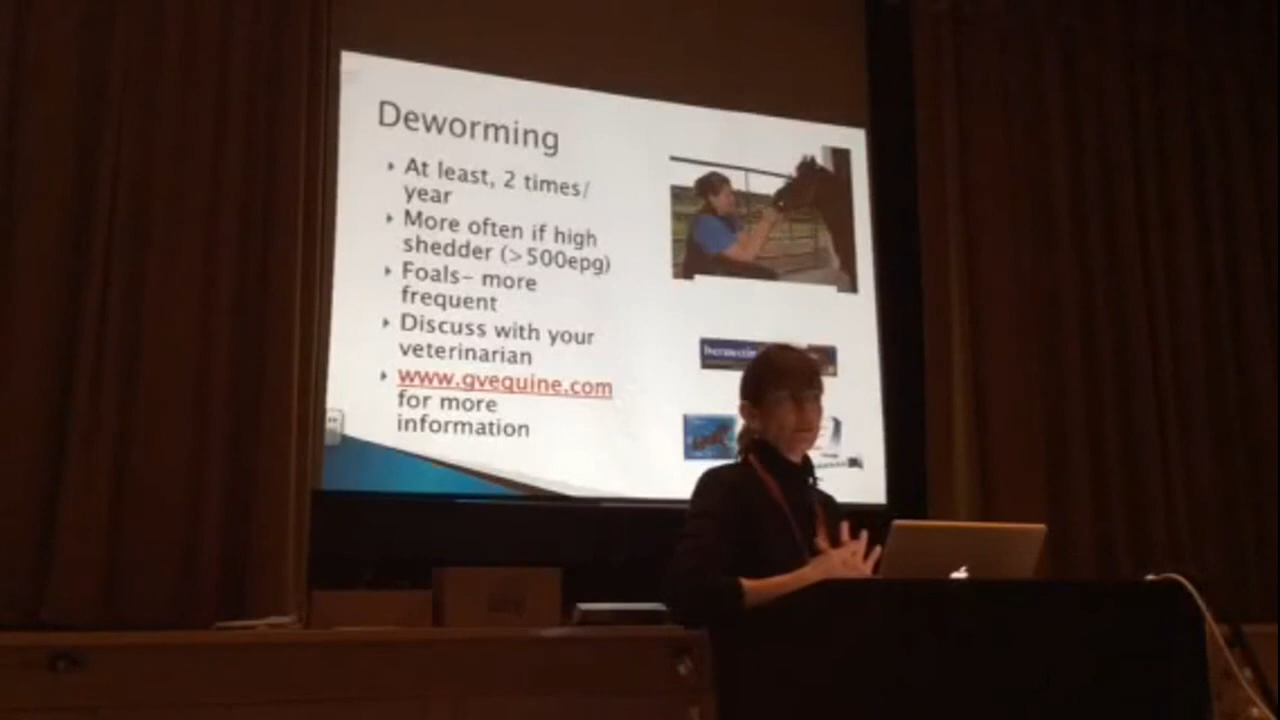 Deworming
At least, 2 times/
year
More often if high
shedder (>500epg)
Foals- more
frequent
Discuss with your
veterinarian
www.gvequine.com
for more
information